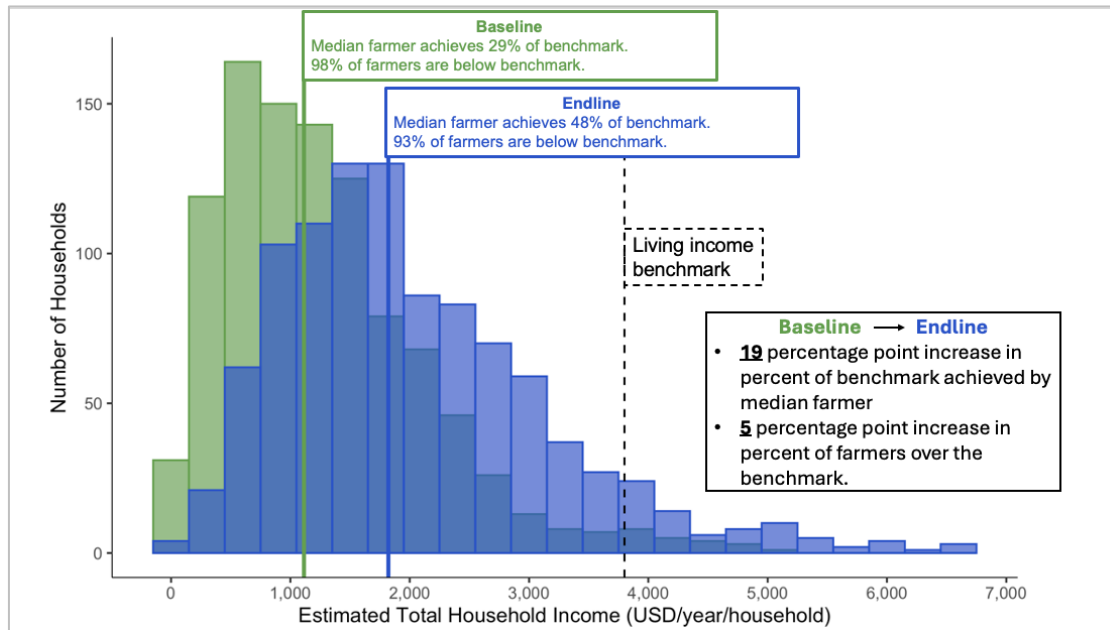 Baseline
Median farmer achieves 29% of benchmark.
98% of farmers are below benchmark.
Endline
Median farmer achieves 48% of benchmark.
93% of farmers are below benchmark.
Living income
benchmark
Baseline → Endline
• 19 percentage point increase in
percent of benchmark achieved by
median farmer
• 5 percentage point increase in
percent of farmers over the
benchmark.
Number of Households
150
100
50
0
0 1,000 2,000 3,000 4,000 5,000 6,000 7,000
Estimated Total Household Income (USD/year/household)